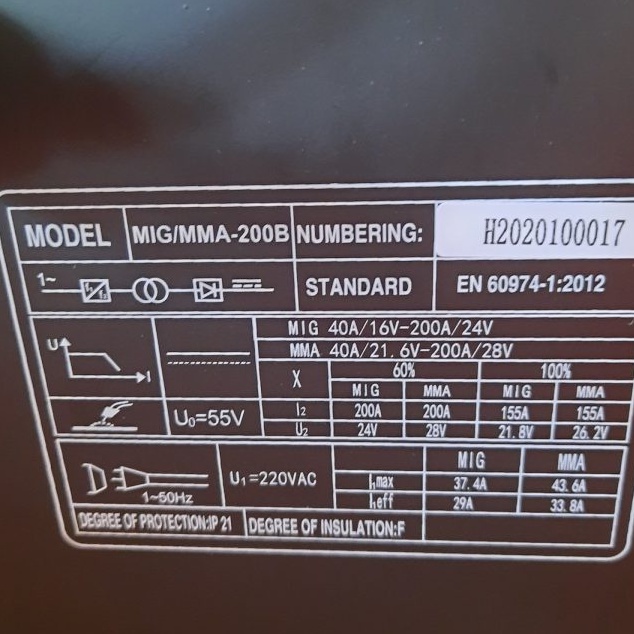 MODEL MIG/MMA-200B NUMBERING: H2020100017
1~ f₁ f₂ STANDARD EN 60974-1:2012
MIG 40A/16V-200A/24V
MMA 40A/21.6V-200A/28V
U I
X 60% 100%
MIG MMA MIG MMA
U₀=55V
I₂ 200A 200A 155A 155A
U₂ 24V 28V 21.8V 26.2V
1~50Hz
U₁=220VAC
MIG MMA
I₁max 37.4A 43.6A
I₁eff 29A 33.8A
DEGREE OF PROTECTION:IP 21 DEGREE OF INSULATION:F